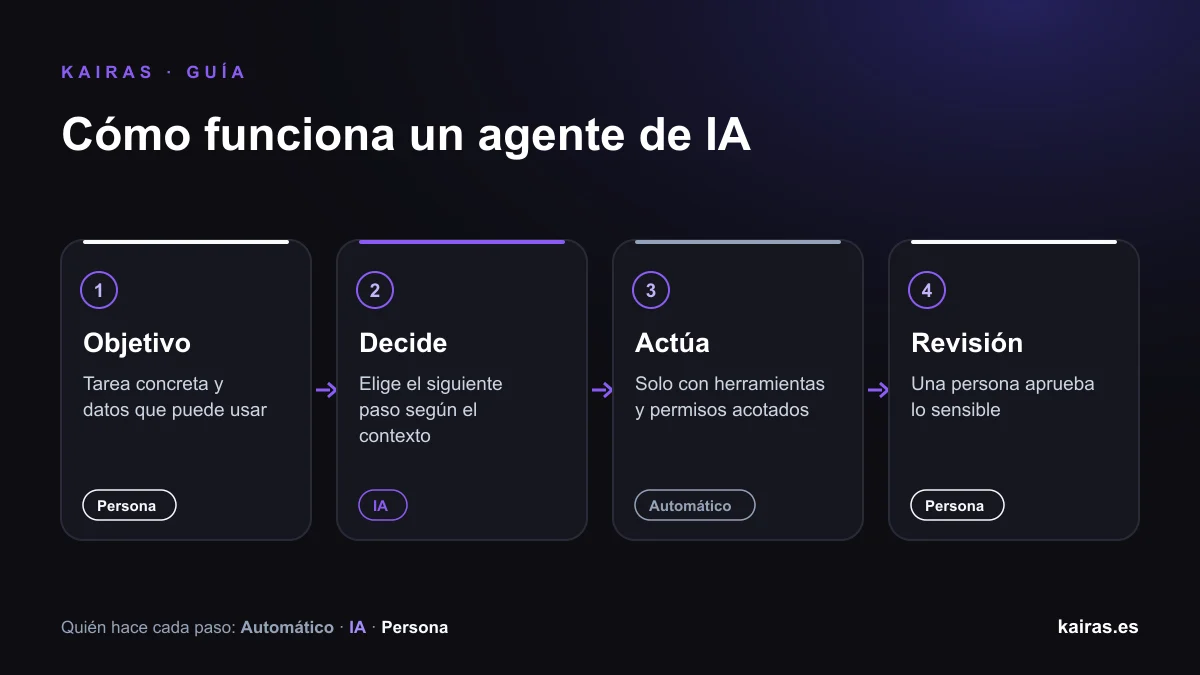 KAIRAS · GUÍA
Cómo funciona un agente de IA
1
Objetivo
Tarea concreta y
datos que puede usar
Persona
2
Decide
Elige el siguiente
paso según el
contexto
IA
3
Actúa
Solo con herramientas
y permisos acotados
Automático
4
Revisión
Una persona aprueba
lo sensible
Persona
Quién hace cada paso: Automático · IA · Persona
kairas.es